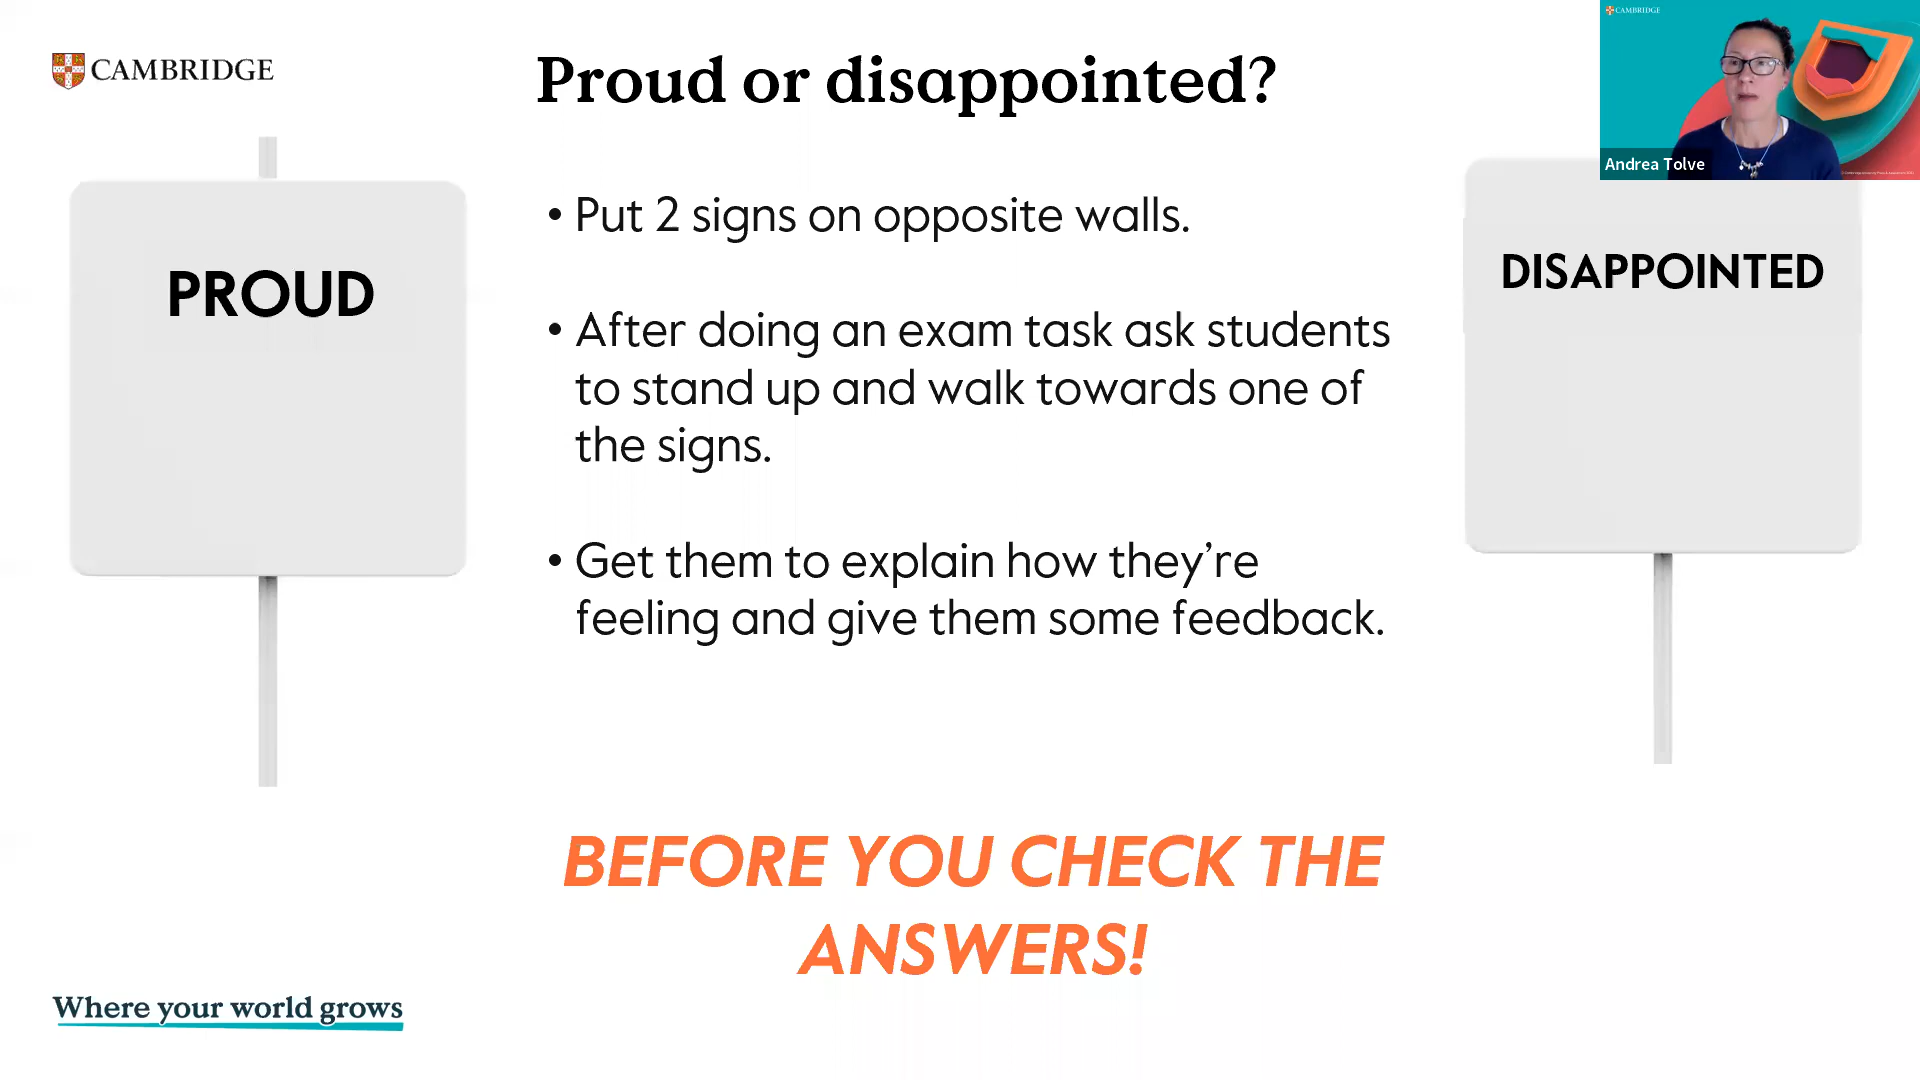 CAMBRIDGE
Proud or disappointed?
CAMBRIDGE
Andrea Tolve
PROUD
DISAPPOINTED
• Put 2 signs on opposite walls.
• After doing an exam task ask students
to stand up and walk towards one of
the signs.
• Get them to explain how they’re
feeling and give them some feedback.
BEFORE YOU CHECK THE
ANSWERS!
Where your world grows